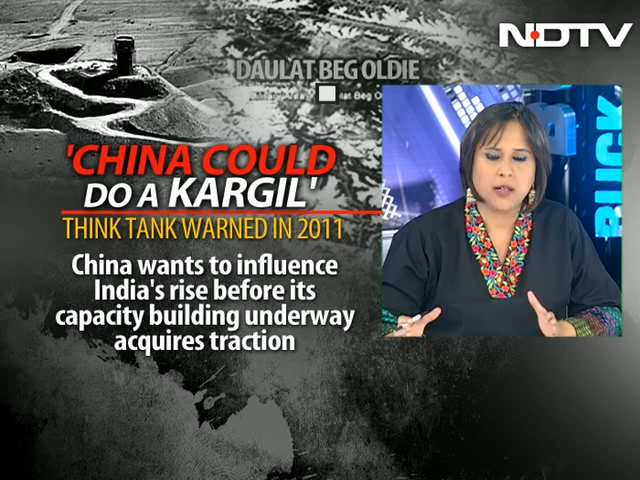 NDTV
DAULAT BEG OLDIE
'CHINA COULD
DO A KARGIL'
THINK TANK WARNED IN 2011
China wants to influence
India's rise before its
capacity building underway
acquires traction